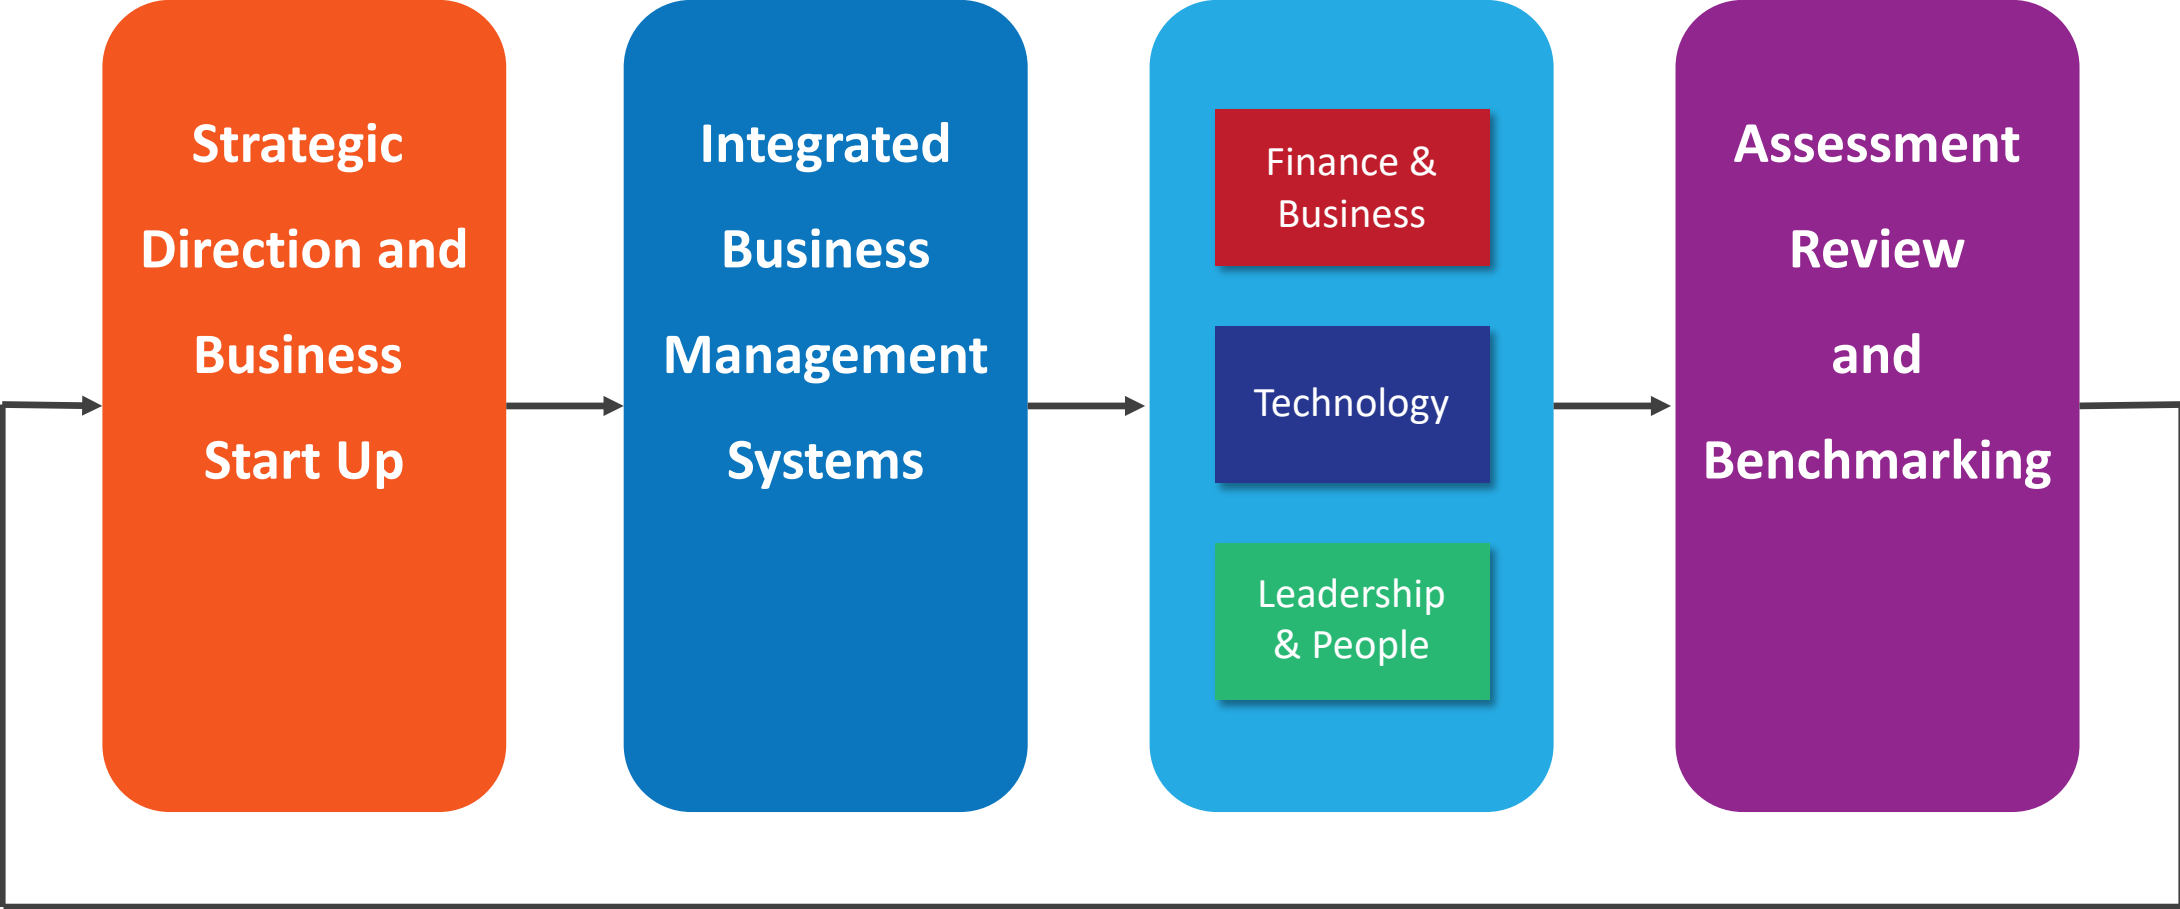 Strategic
Direction and
Business
Start Up
Integrated
Business
Management
Systems
Finance &
Business
Technology
Leadership
& People
Assessment
Review
and
Benchmarking